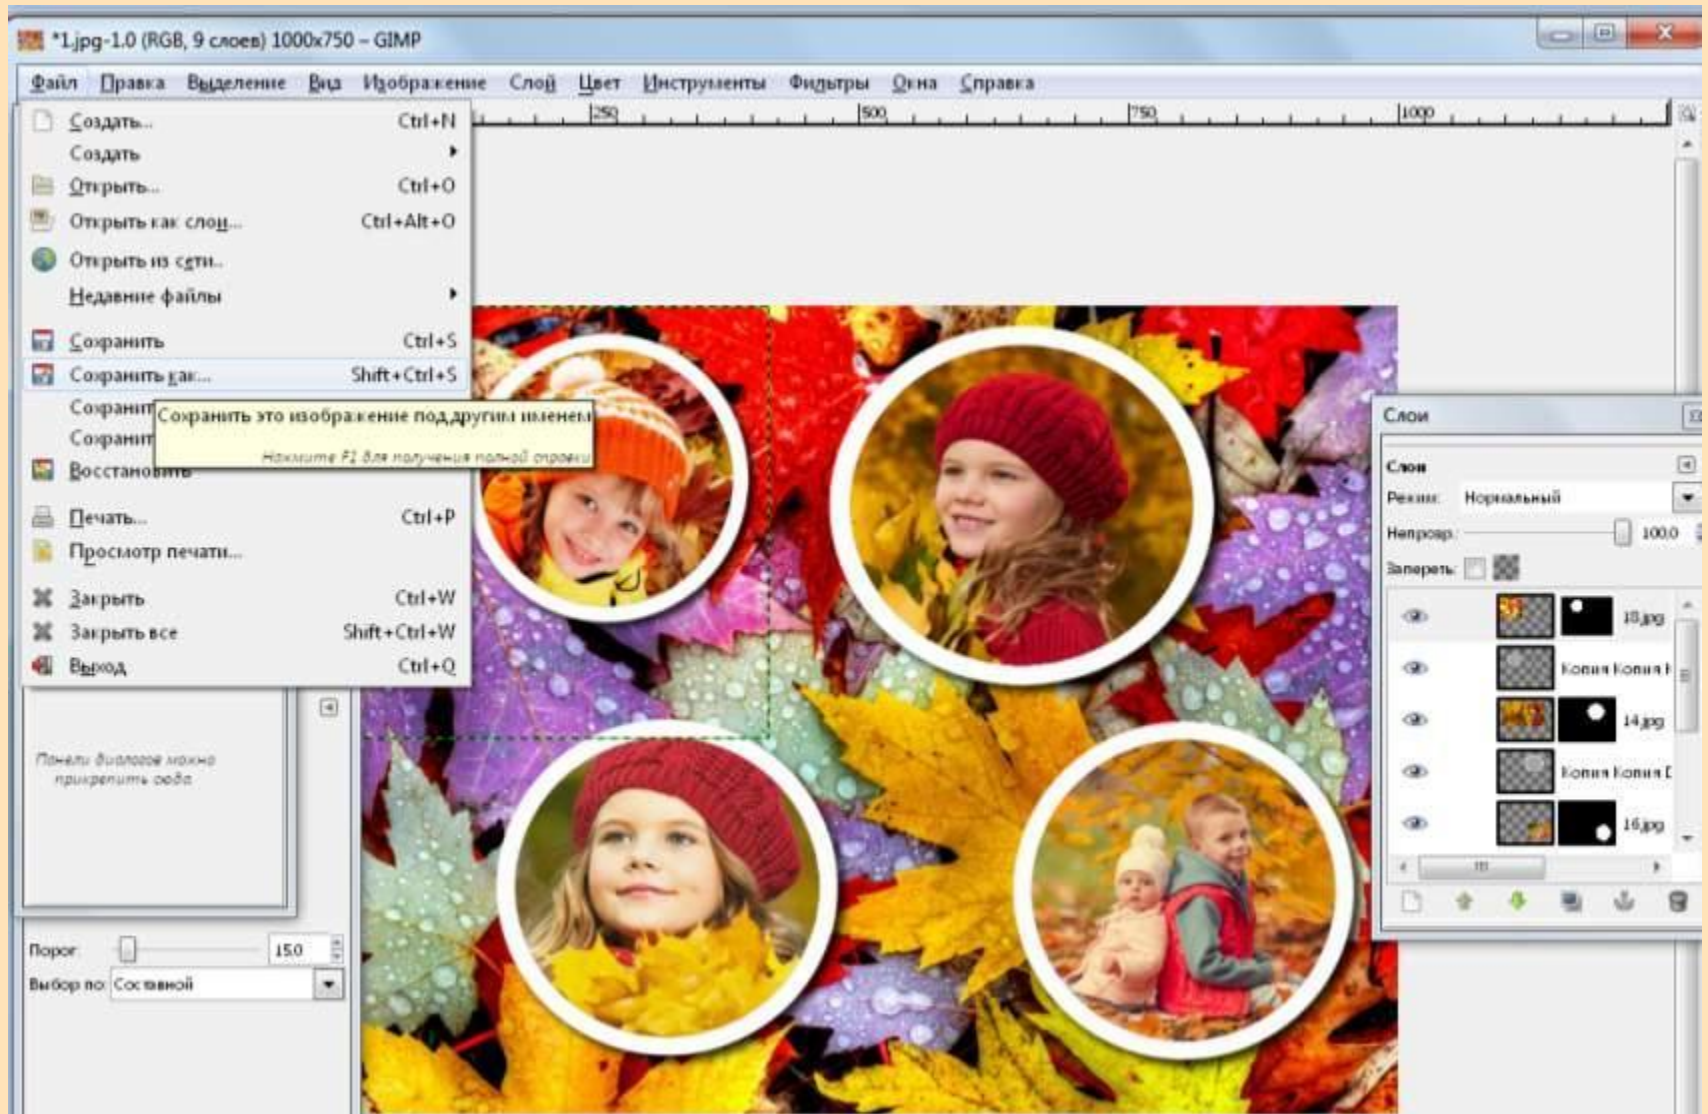 *1.jpg-1.0 (RGB, 9 слоев) 1000x750 – GIMP
Файл Правка Выделение Вид Изображение Слой Цвет Инструменты Фильтры Окна Справка
250 500 750 1000
Создать... Ctrl+N
Создать
Открыть... Ctrl+O
Открыть как слои... Ctrl+Alt+O
Открыть из сети..
Недавние файлы
Сохранить Ctrl+S
Сохранить как... Shift+Ctrl+S
Сохранит
Сохранит
Сохранить это изображение под другим именем
Нажмите F1 для получения полной справки
Восстановить
Печать... Ctrl+P
Просмотр печати...
Закрыть Ctrl+W
Закрыть все Shift+Ctrl+W
Выход Ctrl+Q
Панели диалогов можно
прикрепить сюда
Порог: 15.0
Выбор по: Составной
Слои
Слои
Режим: Нормальный
Непрозр.: 100,0
Запереть:
18.jpg
Копия Копия
14.jpg
Копия Копия
16.jpg